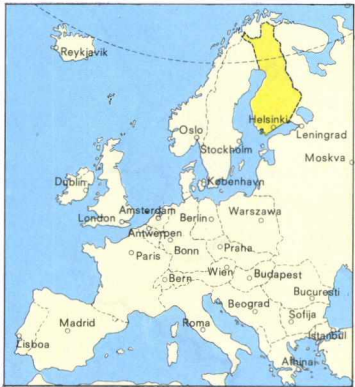 Reykjavik
Helsinki
Oslo
Leningrad
Stockholm
Moskva
Dublin
København
Amsterdam
Berlin
Warszawa
London
Antwerpen
Bonn
Praha
Paris
Wien
Budapest
Bern
Bucuresti
Beograd
Madrid
Roma
Sofija
Istanbul
Lisboa
Athinai